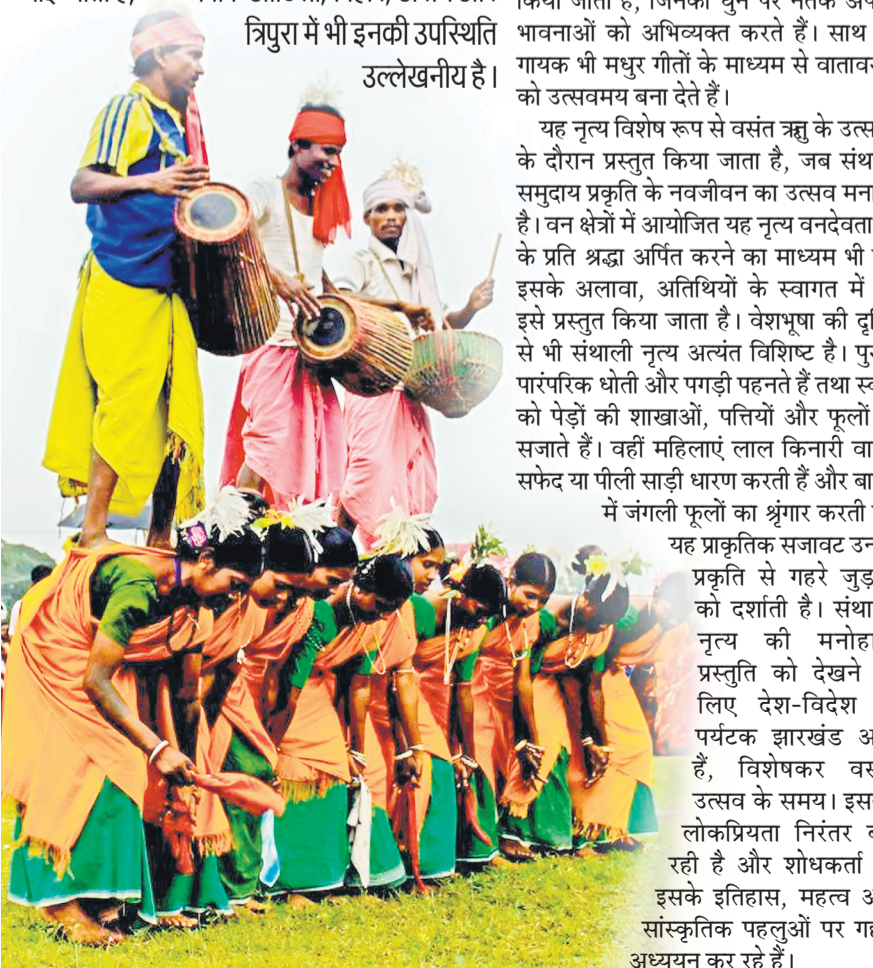 त्रिपुरा में भी इनकी उपस्थिति
उल्लेखनीय है।
किया जाता है, जिनकी धुन पर नर्तक अप
भावनाओं को अभिव्यक्त करते हैं। साथ
गायक भी मधुर गीतों के माध्यम से वातावर
को उत्सवमय बना देते हैं।
यह नृत्य विशेष रूप से वसंत ऋतु के उत्स
के दौरान प्रस्तुत किया जाता है, जब संथा
समुदाय प्रकृति के नवजीवन का उत्सव मना
है। वन क्षेत्रों में आयोजित यह नृत्य वनदेवता
के प्रति श्रद्धा अर्पित करने का माध्यम भी
इसके अलावा, अतिथियों के स्वागत में
इसे प्रस्तुत किया जाता है। वेशभूषा की दृ
से भी संथाली नृत्य अत्यंत विशिष्ट है। पु
पारंपरिक धोती और पगड़ी पहनते हैं तथा स्व
को पेड़ों की शाखाओं, पत्तियों और फूलों
सजाते हैं। वहीं महिलाएं लाल किनारी वा
सफेद या पीली साड़ी धारण करती हैं और बा
में जंगली फूलों का श्रृंगार करती
यह प्राकृतिक सजावट उन
प्रकृति से गहरे जुड़
को दर्शाती है। संथा
नृत्य की मनोहा
प्रस्तुति को देखने
लिए देश-विदेश
पर्यटक झारखंड अ
हैं, विशेषकर वस
उत्सव के समय। इस
लोकप्रियता निरंतर ब
रही है और शोधकर्ता
इसके इतिहास, महत्व अ
सांस्कृतिक पहलुओं पर गह
अध्ययन कर रहे हैं।